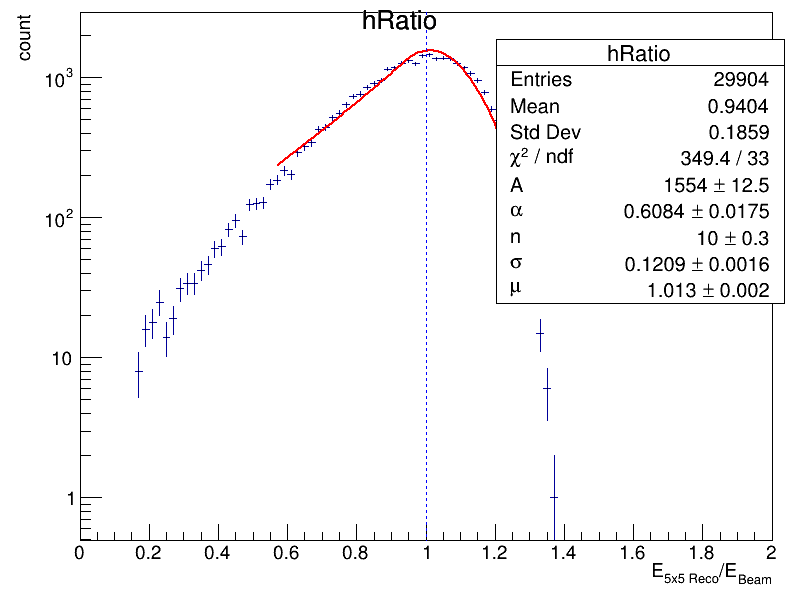 hRatio
count
hRatio
Entries 29904
Mean 0.9404
Std Dev 0.1859
χ² / ndf 349.4 / 33
A 1554 ± 12.5
α 0.6084 ± 0.0175
n 10 ± 0.3
σ 0.1209 ± 0.0016
μ 1.013 ± 0.002
10³
10²
10
1
0 0.2 0.4 0.6 0.8 1 1.2 1.4 1.6 1.8 2
E5x5 Reco/EBeam